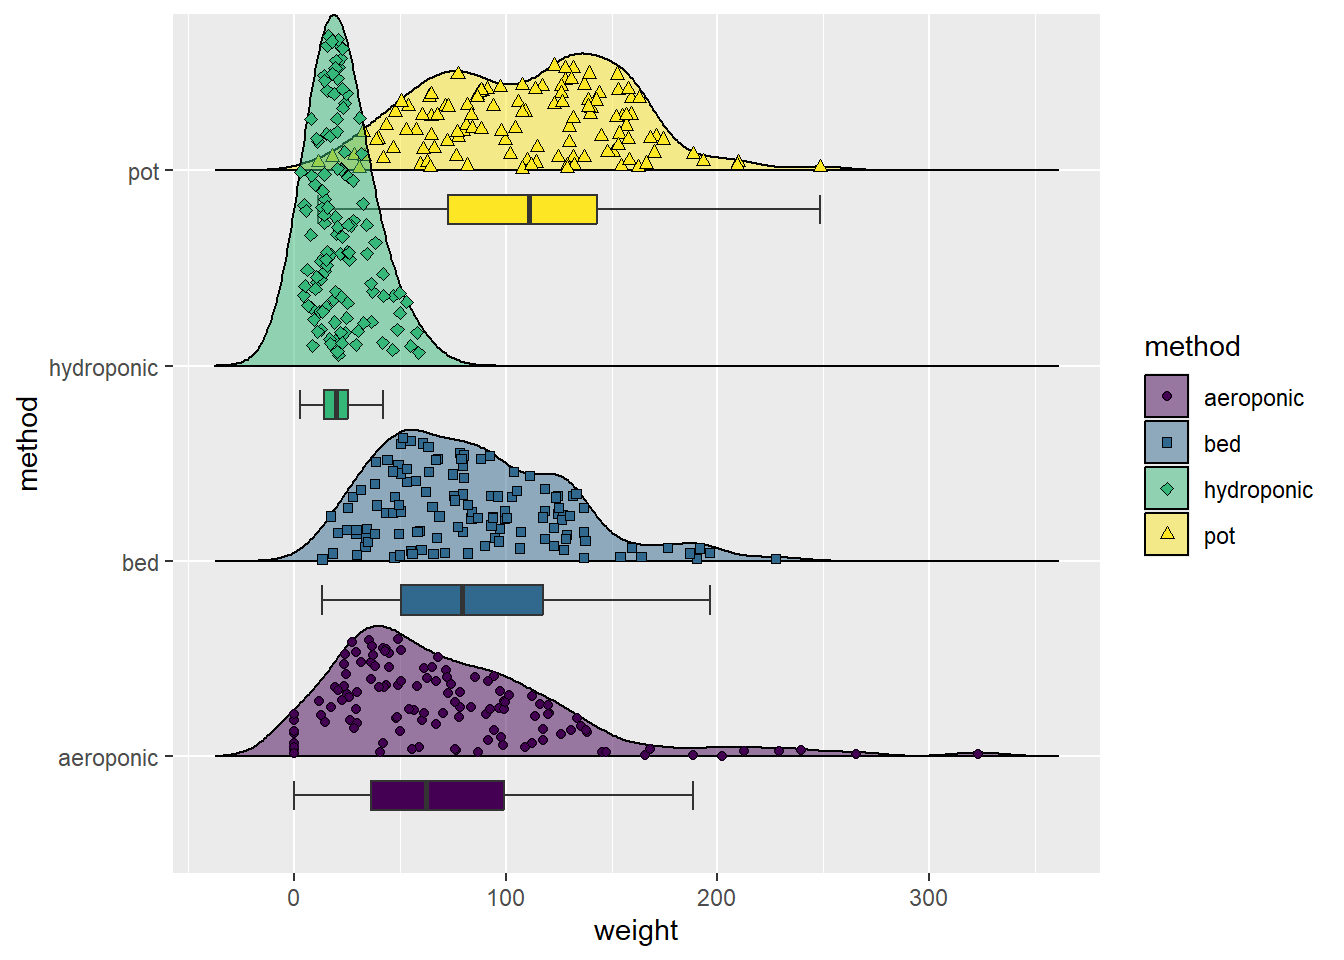 pot
hydroponic
bed
aeroponic
method
0
100
200
300
weight
method
aeroponic
bed
hydroponic
pot